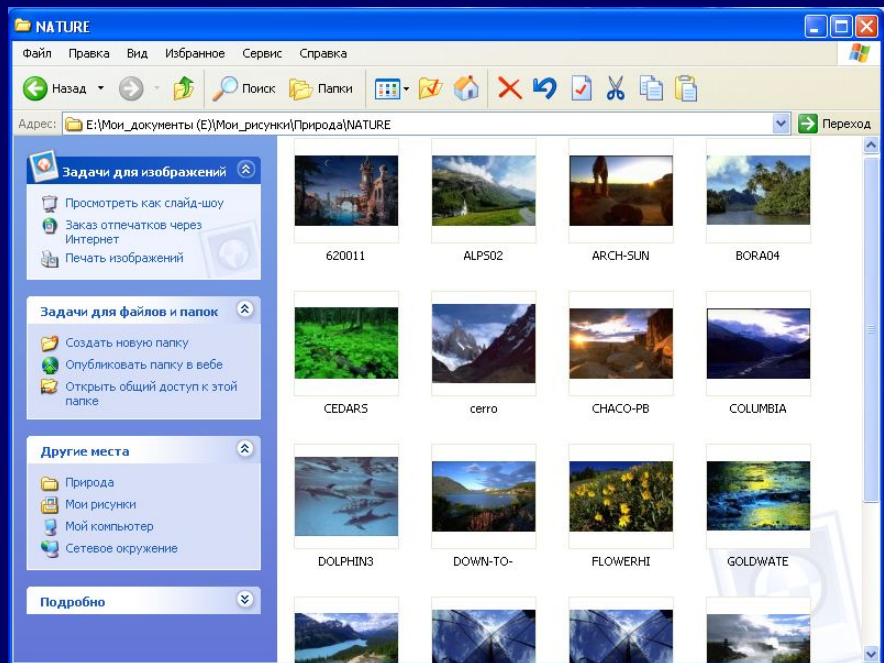 NATURE
Файл Правка Вид Избранное Сервис Справка
Назад Поиск Папки
Адрес: E:\Мои_документы (E)\Мои_рисунки\Природа\NATURE Переход
Задачи для изображений
Просмотреть как слайд-шоу
Заказ отпечатков через
Интернет
Печать изображений
Задачи для файлов и папок
Создать новую папку
Опубликовать папку в вебе
Открыть общий доступ к этой
папке
Другие места
Природа
Мои рисунки
Мой компьютер
Сетевое окружение
Подробно
620011 ALPS02 ARCH-SUN BORA04
CEDARS cerro CHACO-PB COLUMBIA
DOLPHIN3 DOWN-TO- FLOWERHI GOLDWATE